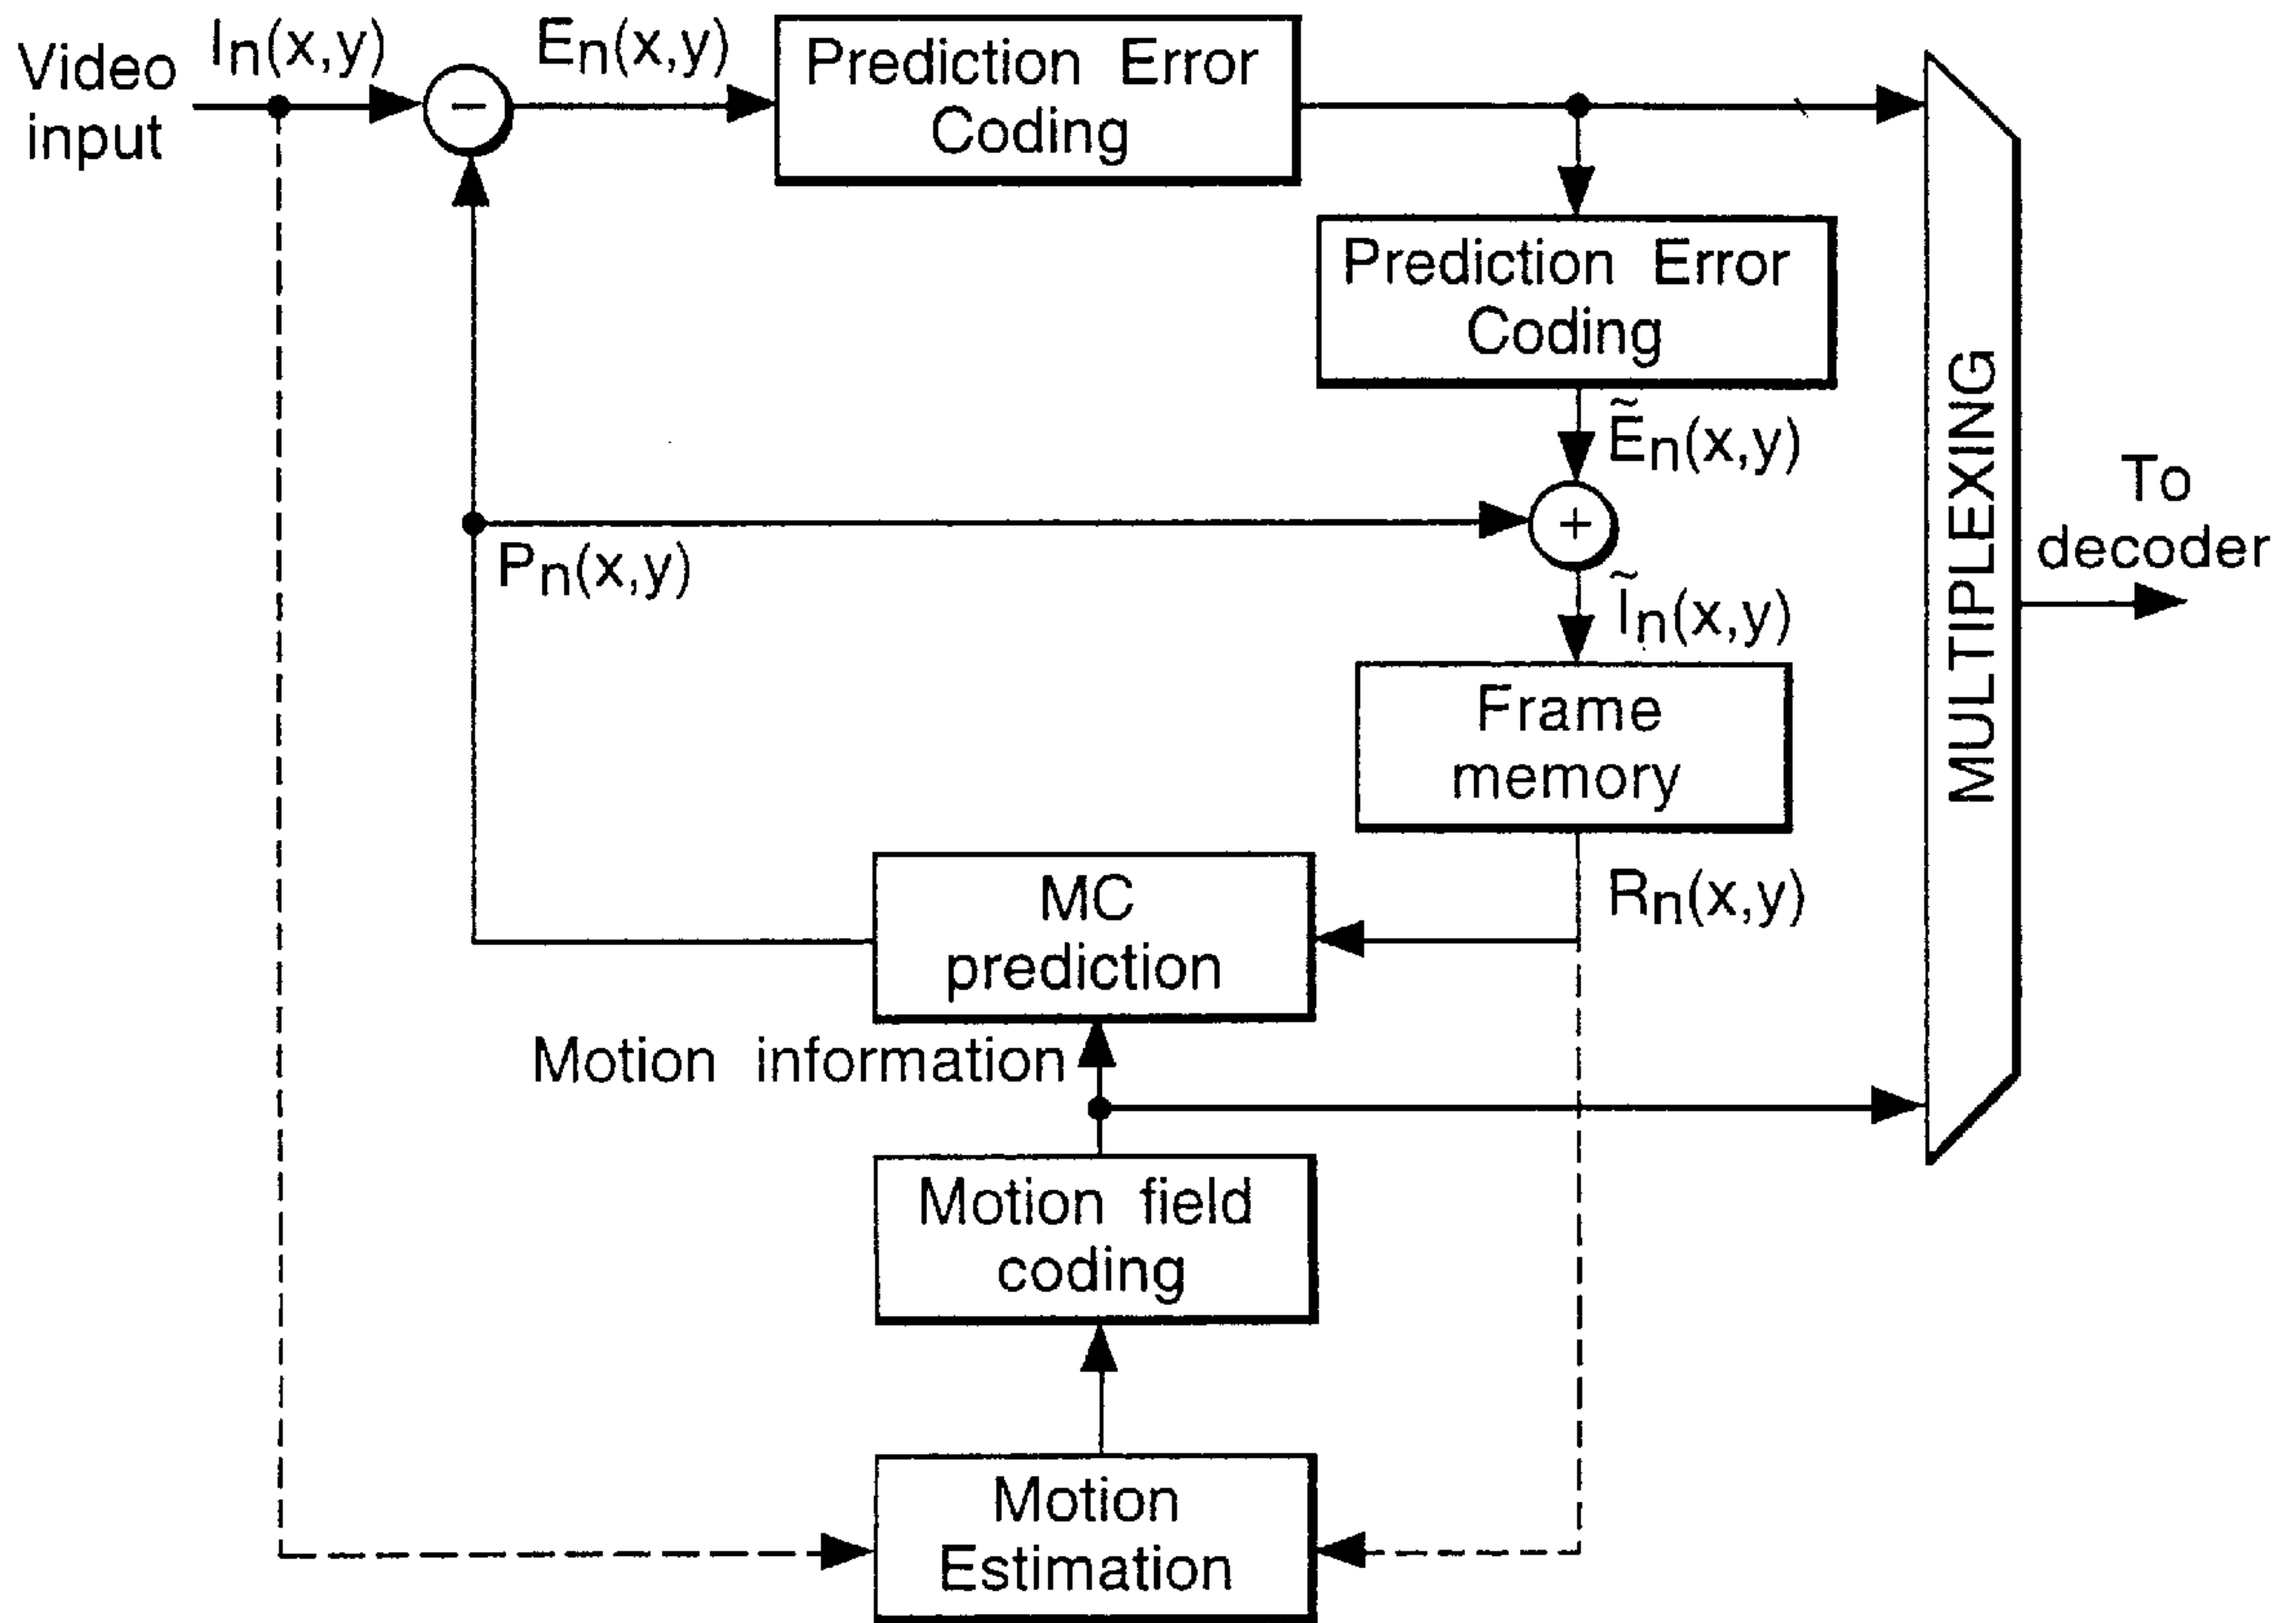 Video
input
In(x,y)
En(x,y)
−
Prediction Error
Coding
Prediction Error
Coding
Ẽn(x,y)
+
Pn(x,y)
Ĩn(x,y)
Frame
memory
MULTIPLEXING
To
decoder
MC
prediction
Rn(x,y)
Motion information
Motion field
coding
Motion
Estimation